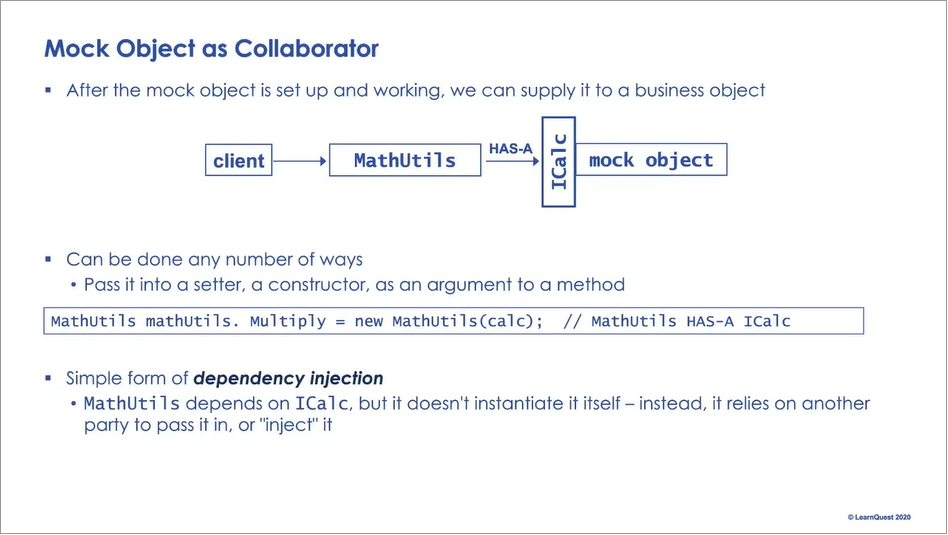 Mock Object as Collaborator
▪ After the mock object is set up and working, we can supply it to a business object
client
MathUtils
HAS-A
ICalc
mock object
▪ Can be done any number of ways
• Pass it into a setter, a constructor, as an argument to a method
MathUtils mathUtils. Multiply = new MathUtils(calc);  // MathUtils HAS-A ICalc
▪ Simple form of dependency injection
• MathUtils depends on ICalc, but it doesn't instantiate it itself – instead, it relies on another
party to pass it in, or "inject" it
© LearnQuest 2020